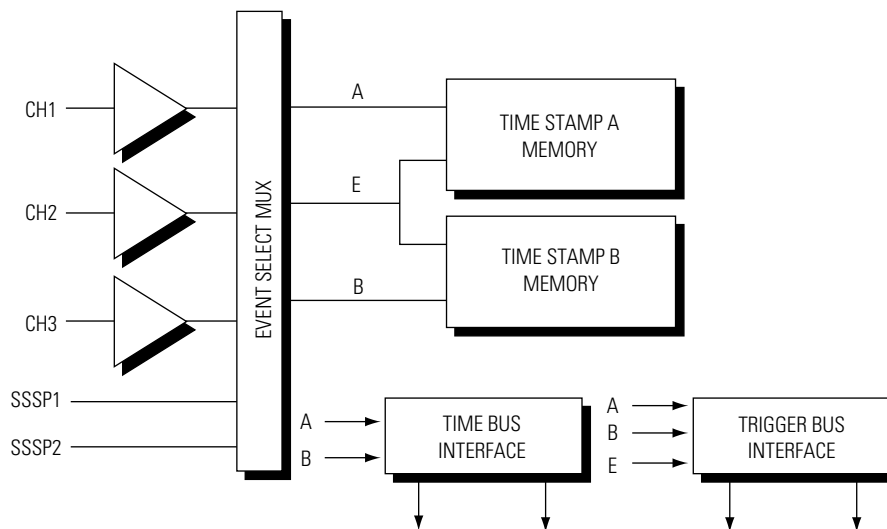 CH1
CH2
CH3
SSSP1
SSSP2
EVENT SELECT MUX
A
E
B
TIME STAMP A
MEMORY
TIME STAMP B
MEMORY
A
B
TIME BUS
INTERFACE
A
B
E
TRIGGER BUS
INTERFACE